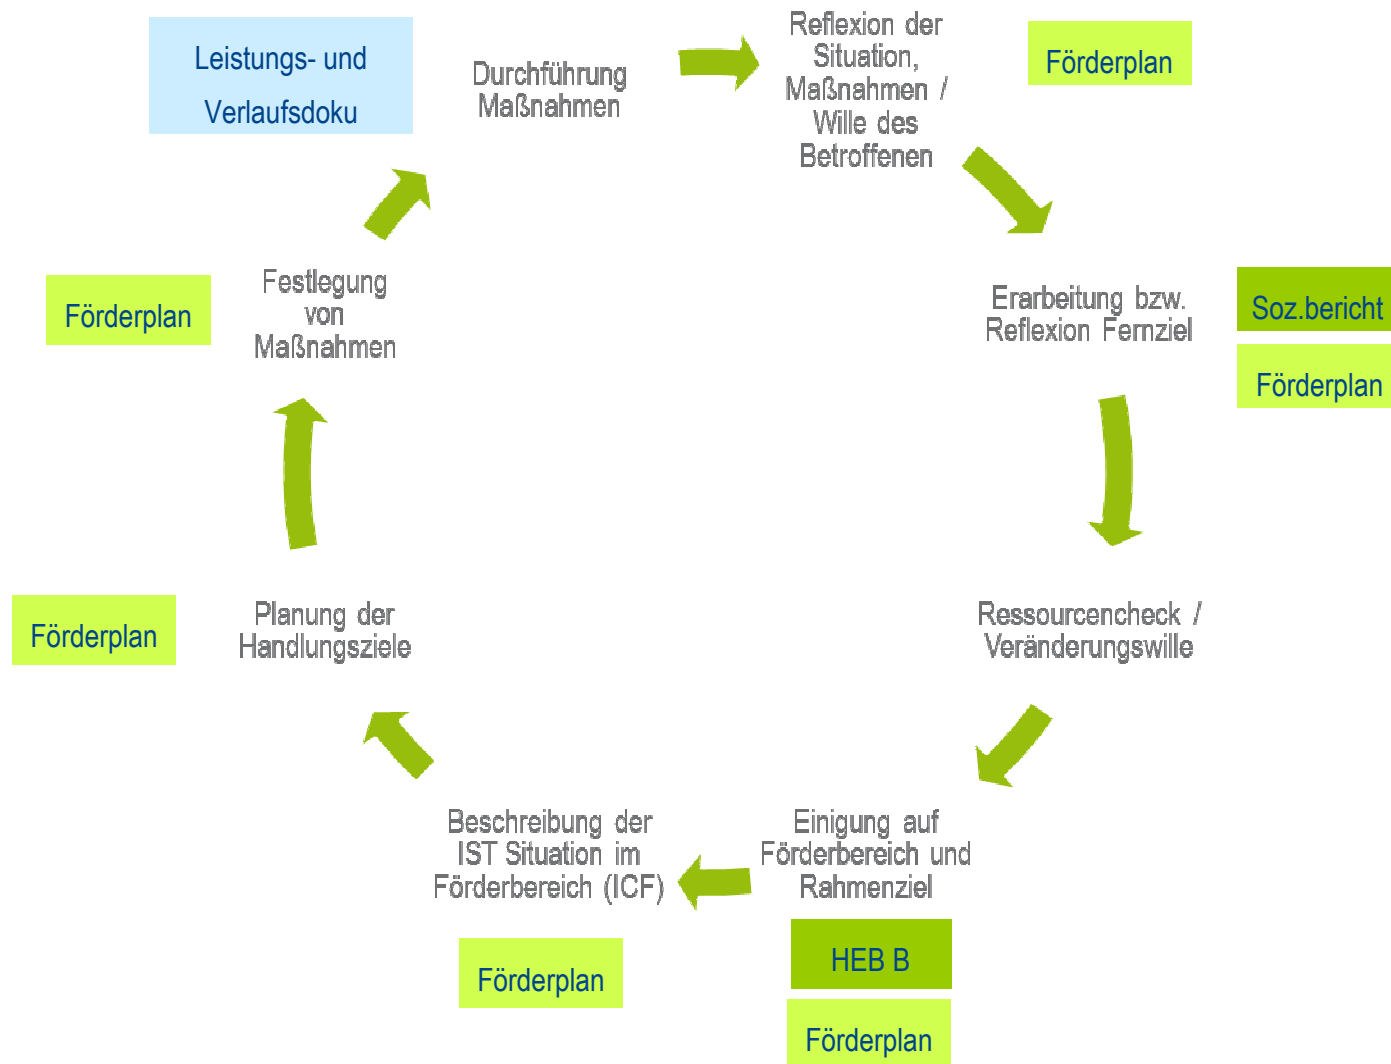 Leistungs- und
Verlaufsdoku
Durchführung
Maßnahmen
Reflexion der
Situation,
Maßnahmen /
Wille des
Betroffenen
Förderplan
Erarbeitung bzw.
Reflexion Fernziel
Soz.bericht
Förderplan
Ressourcencheck /
Veränderungswille
Einigung auf
Förderbereich und
Rahmenziel
HEB B
Förderplan
Beschreibung der
IST Situation im
Förderbereich (ICF)
Förderplan
Planung der
Handlungsziele
Förderplan
Festlegung
von
Maßnahmen
Förderplan